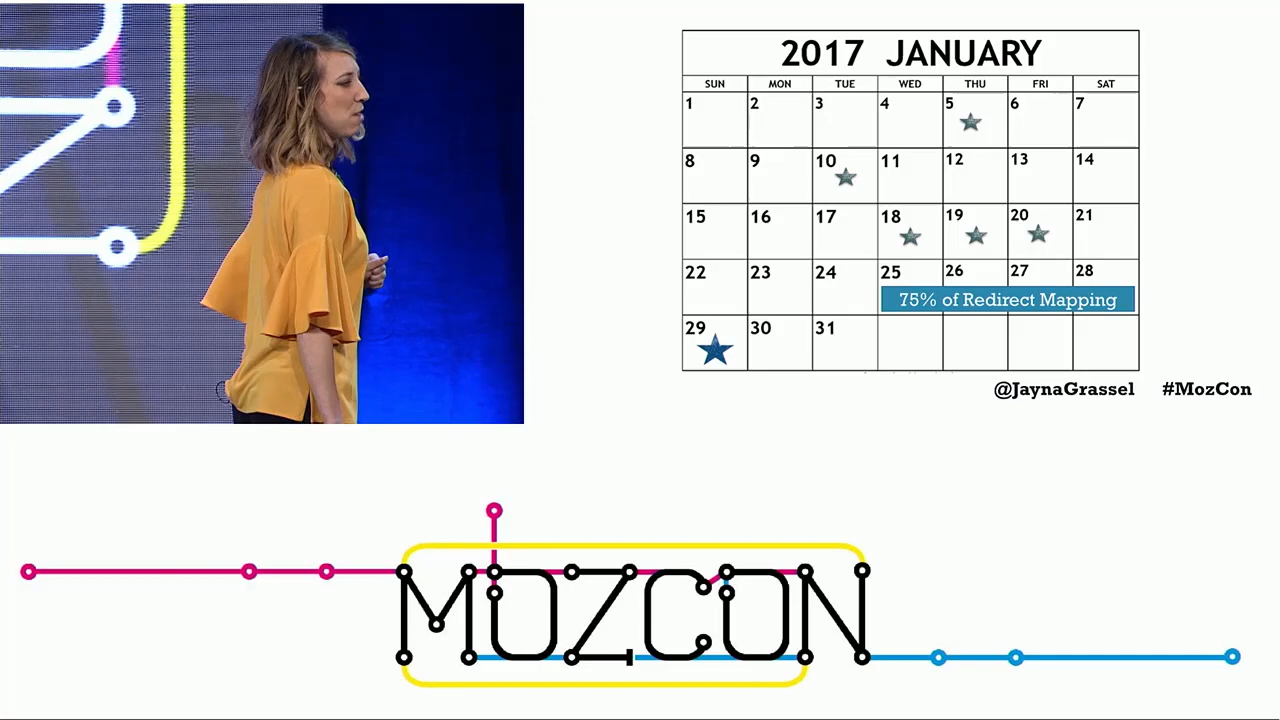 2017 JANUARY
SUN MON TUE WED THU FRI SAT
1 2 3 4 5 6 7
8 9 10 11 12 13 14
15 16 17 18 19 20 21
22 23 24 25 26 27 28
75% of Redirect Mapping
29 30 31
@JaynaGrassel #MozCon
MOZCON